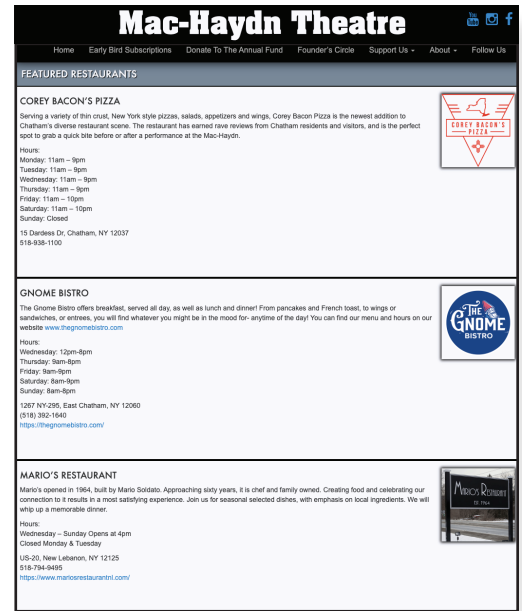 Mac-Haydn Theatre
You Tube
Home Early Bird Subscriptions Donate To The Annual Fund Founder's Circle Support Us About Follow Us
FEATURED RESTAURANTS
COREY BACON'S PIZZA
Serving a variety of thin crust, New York style pizzas, salads, appetizers and wings, Corey Bacon Pizza is the newest addition to
Chatham's diverse restaurant scene. The restaurant has earned rave reviews from Chatham residents and visitors, and is the perfect
spot to grab a quick bite before or after a performance at the Mac-Haydn.
Hours:
Monday: 11am – 9pm
Tuesday: 11am – 9pm
Wednesday: 11am – 9pm
Thursday: 11am – 9pm
Friday: 11am – 10pm
Saturday: 11am – 10pm
Sunday: Closed
15 Dardess Dr, Chatham, NY 12037
518-938-1100
COREY BACON'S
PIZZA
GNOME BISTRO
The Gnome Bistro offers breakfast, served all day, as well as lunch and dinner! From pancakes and French toast, to wings or
sandwiches, or entrees, you will find whatever you might be in the mood for- anytime of the day! You can find our menu and hours on our
website www.thegnomebistro.com
Hours:
Wednesday: 12pm-8pm
Thursday: 9am-8pm
Friday: 9am-9pm
Saturday: 8am-9pm
Sunday: 8am-8pm
1267 NY-295, East Chatham, NY 12060
(518) 392-1640
https://thegnomebistro.com/
THE
GNOME
BISTRO
MARIO'S RESTAURANT
Mario's opened in 1964, built by Mario Soldato. Approaching sixty years, it is chef and family owned. Creating food and celebrating our
connection to it results in a most satisfying experience. Join us for seasonal selected dishes, with emphasis on local ingredients. We will
whip up a memorable dinner.
Hours:
Wednesday – Sunday Opens at 4pm
Closed Monday & Tuesday
US-20, New Lebanon, NY 12125
518-794-9495
https://www.mariosrestaurantnl.com/
MARIO'S RESTAURANT
EST. 1964